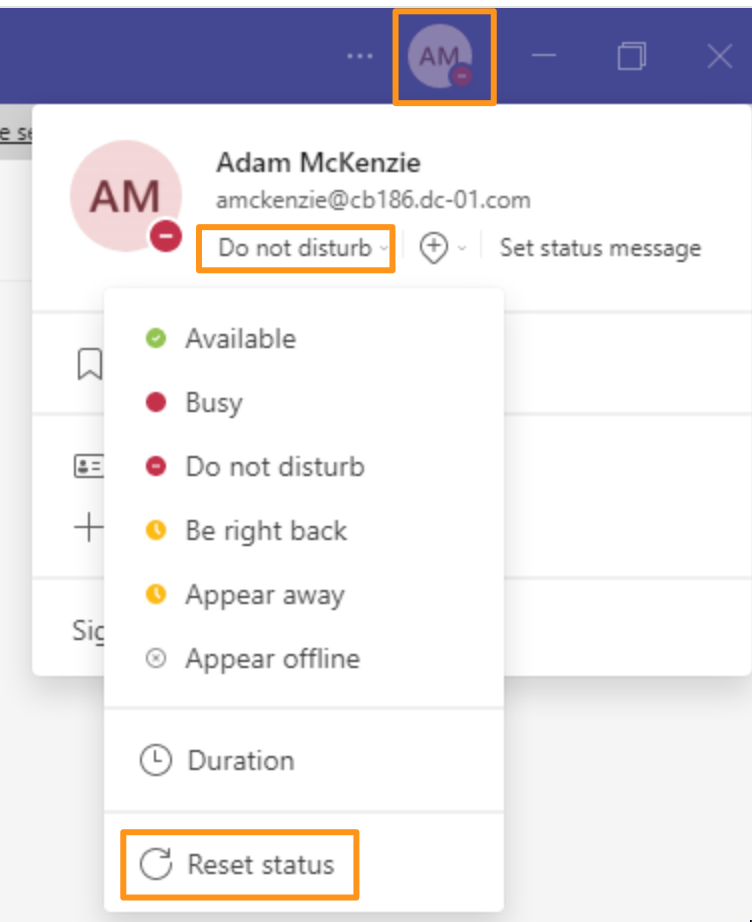 AM
e se
AM
Adam McKenzie
amckenzie@cb186.dc-01.com
Do not disturb
Set status message
Available
Busy
Do not disturb
Be right back
Appear away
Sig
Appear offline
Duration
Reset status